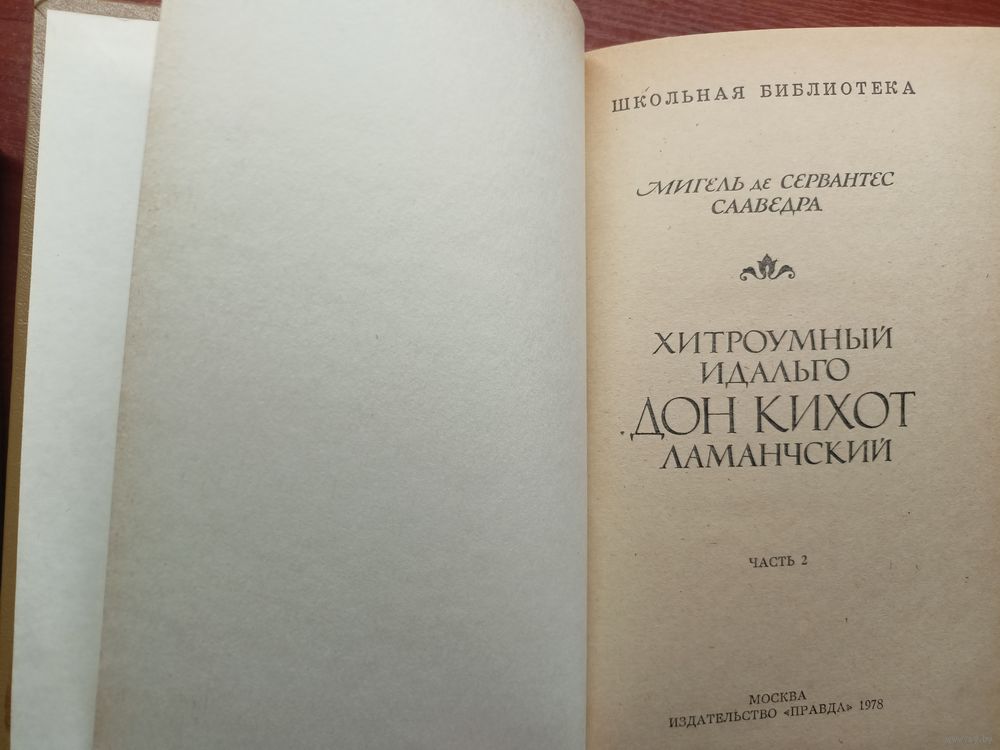 ШКОЛЬНАЯ БИБЛИОТЕКА
МИГЕЛЬ ДЕ СЕРВАНТЕС
СААВЕДРА
ХИТРОУМНЫЙ
ИДАЛЬГО
ДОН КИХОТ
ЛАМАНЧСКИЙ
ЧАСТЬ 2
МОСКВА
ИЗДАТЕЛЬСТВО «ПРАВДА» 1978